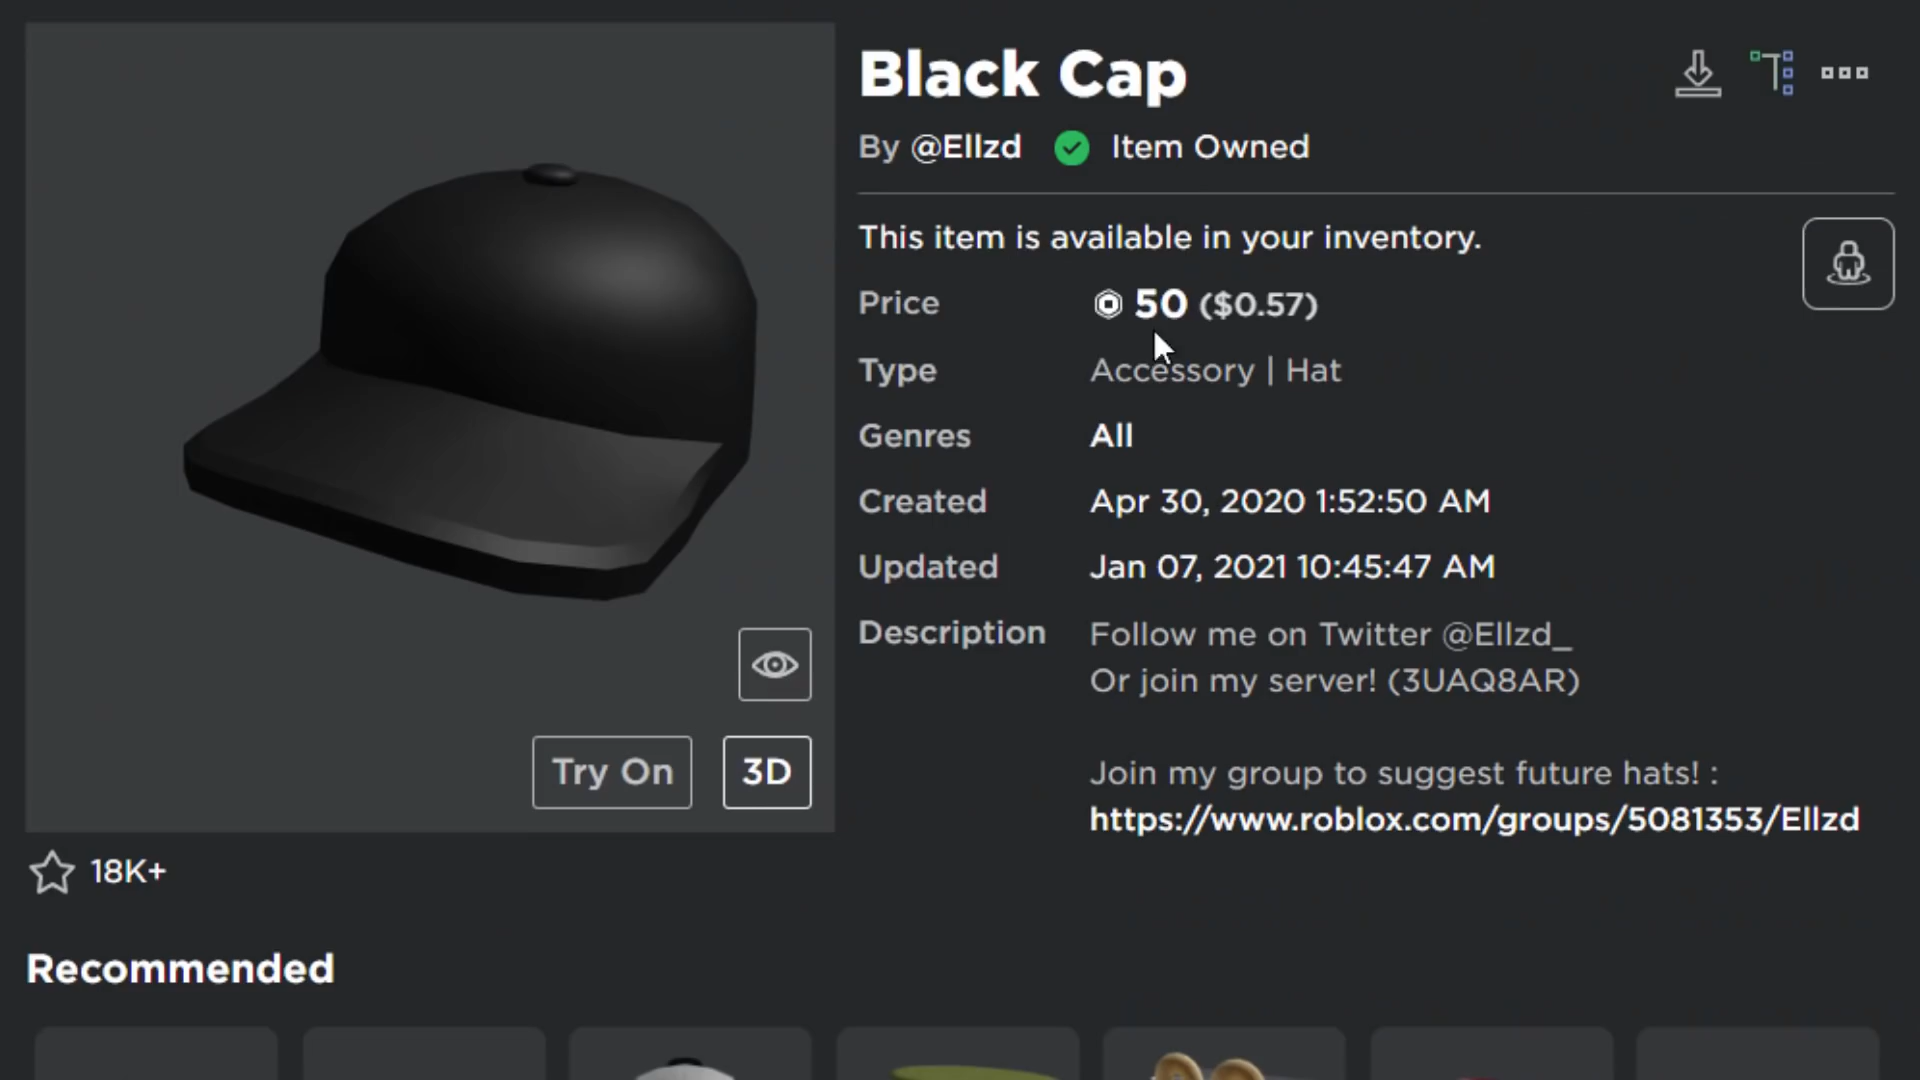 Black Cap
By @Ellzd Item Owned
This item is available in your inventory.
Price 50 ($0.57)
Type Accessory | Hat
Genres All
Created Apr 30, 2020 1:52:50 AM
Updated Jan 07, 2021 10:45:47 AM
Description Follow me on Twitter @Ellzd_
Or join my server! (3UAQ8AR)
Join my group to suggest future hats! :
https://www.roblox.com/groups/5081353/Ellzd
Try On 3D
18K+
Recommended